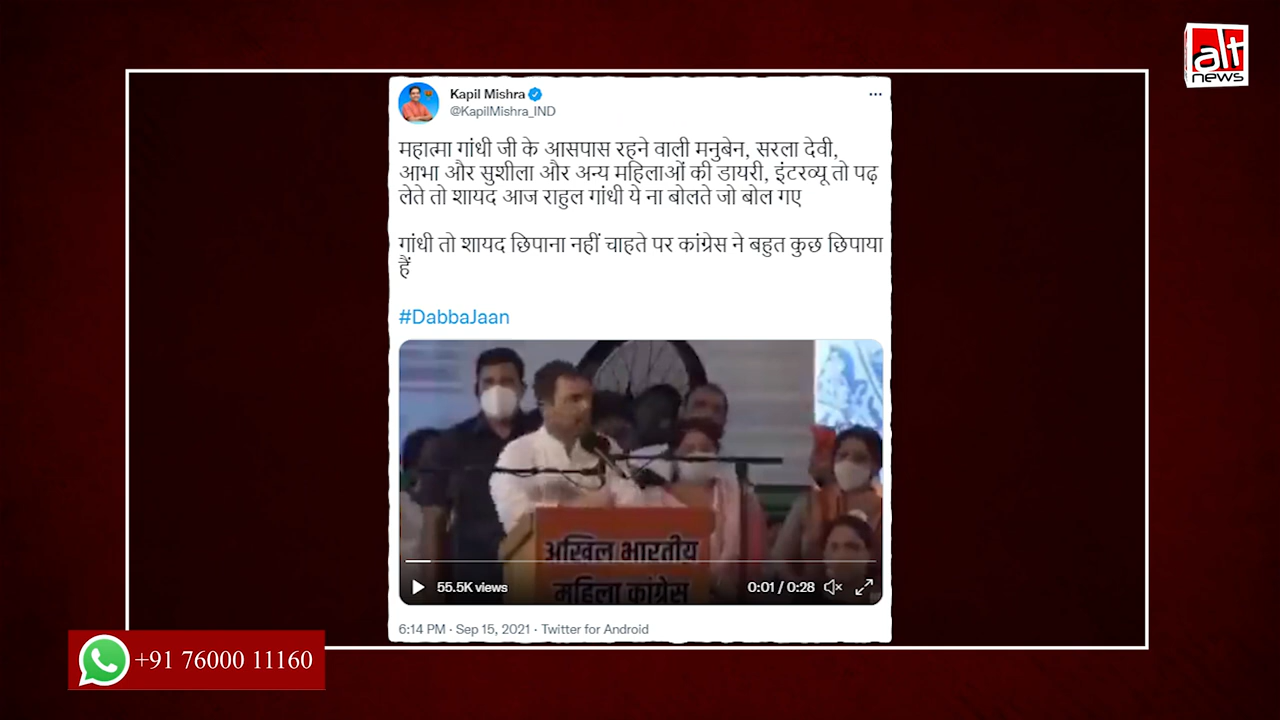 alt
news
Kapil Mishra
@KapilMishra_IND
महात्मा गांधी जी के आसपास रहने वाली मनुबेन, सरला देवी,
आभा और सुशीला और अन्य महिलाओं की डायरी, इंटरव्यू तो पढ़
लेते तो शायद आज राहुल गांधी ये ना बोलते जो बोल गए
गांधी तो शायद छिपाना नहीं चाहते पर कांग्रेस ने बहुत कुछ छिपाया
हैं
#DabbaJaan
अखिल भारतीय
महिला कांग्रेस
55.5K views
0:01 / 0:28
6:14 PM · Sep 15, 2021 · Twitter for Android
+91 76000 11160